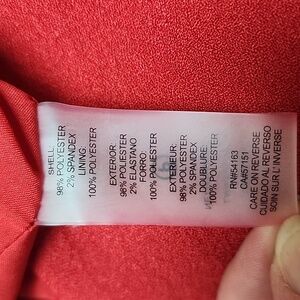 SHELL:
98% POLYESTER
2% SPANDEX
LINING:
100% POLYESTER
EXTERIOR:
98% POLIESTER
2% ELASTANO
FORRO:
100% POLIESTER
EXTERIEUR:
98% POLYESTER
2% SPANDEX
DOUBLURE:
100% POLYESTER
RN#54163
CA#57151
CARE ON REVERSE
CUIDADO AL REVERSO
SOIN SUR L' INVERSE